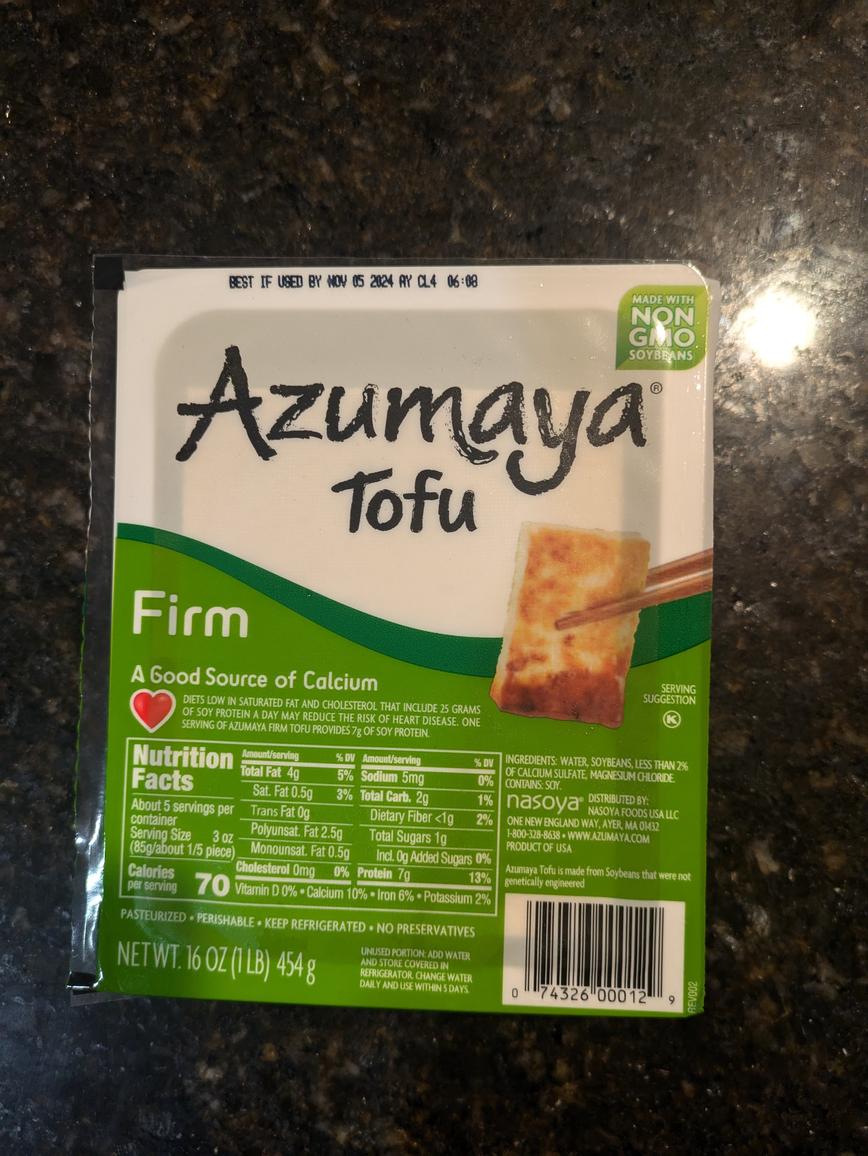 BEST IF USED BY NOV 05 2024 AY CL4 06:08
MADE WITH
NON
GMO
SOYBEANS
Azumaya®
Tofu
Firm
A Good Source of Calcium
DIETS LOW IN SATURATED FAT AND CHOLESTEROL THAT INCLUDE 25 GRAMS
OF SOY PROTEIN A DAY MAY REDUCE THE RISK OF HEART DISEASE. ONE
SERVING OF AZUMAYA FIRM TOFU PROVIDES 7g OF SOY PROTEIN.
SERVING
SUGGESTION
K
Nutrition
Facts
About 5 servings per
container
Serving Size 3 oz
(85g/about 1/5 piece)
Calories
per serving 70
Amount/serving % DV
Total Fat 4g 5%
Sat. Fat 0.5g 3%
Trans Fat 0g
Polyunsat. Fat 2.5g
Monounsat. Fat 0.5g
Cholesterol 0mg 0%
Amount/serving % DV
Sodium 5mg 0%
Total Carb. 2g 1%
Dietary Fiber <1g 2%
Total Sugars 1g
Incl. 0g Added Sugars 0%
Protein 7g 13%
Vitamin D 0% • Calcium 10% • Iron 6% • Potassium 2%
INGREDIENTS: WATER, SOYBEANS, LESS THAN 2%
OF CALCIUM SULFATE, MAGNESIUM CHLORIDE.
CONTAINS: SOY.
nasoya® DISTRIBUTED BY:
NASOYA FOODS USA LLC
ONE NEW ENGLAND WAY, AYER, MA 01432
1-800-328-8638 • WWW.AZUMAYA.COM
PRODUCT OF USA
Azumaya Tofu is made from Soybeans that were not
genetically engineered
PASTEURIZED • PERISHABLE • KEEP REFRIGERATED • NO PRESERVATIVES
NET WT. 16 OZ (1 LB) 454 g
UNUSED PORTION: ADD WATER
AND STORE COVERED IN
REFRIGERATOR. CHANGE WATER
DAILY AND USE WITHIN 5 DAYS.
0 74326 00012 9
REV002